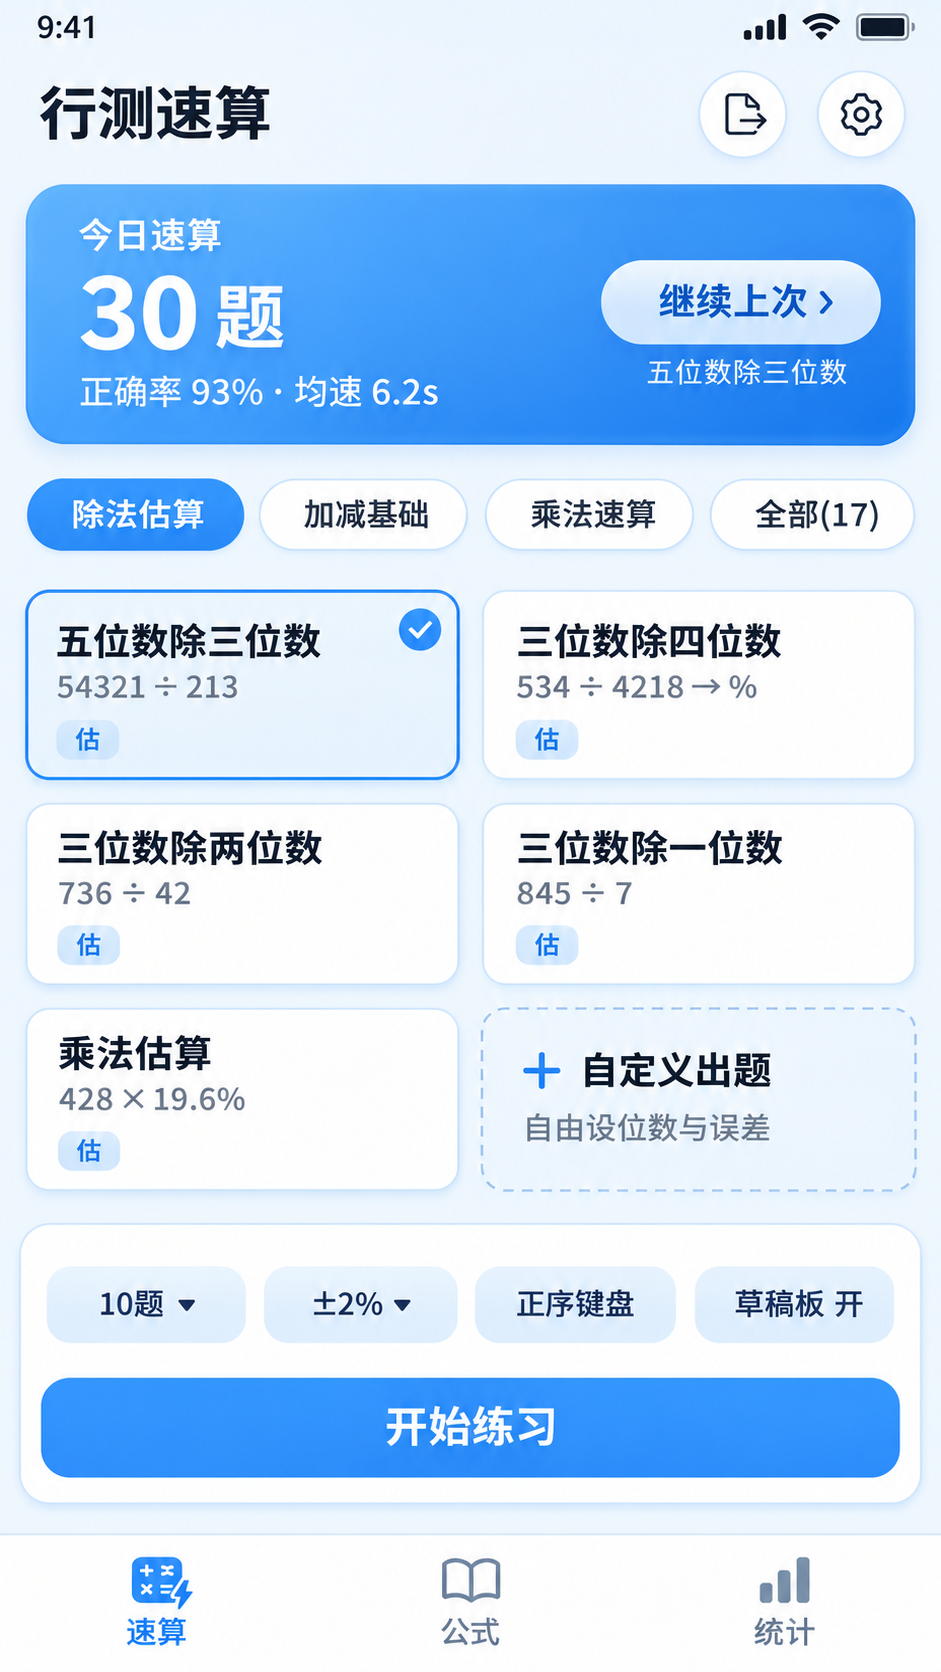 9:41
行测速算
今日速算
30 题
正确率 93% · 均速 6.2s
继续上次 ›
五位数除三位数
除法估算
加减基础
乘法速算
全部(17)
五位数除三位数
54321 ÷ 213
估
三位数除四位数
534 ÷ 4218 → %
估
三位数除两位数
736 ÷ 42
估
三位数除一位数
845 ÷ 7
估
乘法估算
428 × 19.6%
估
+ 自定义出题
自由设位数与误差
10题
±2%
正序键盘
草稿板 开
开始练习
速算
公式
统计